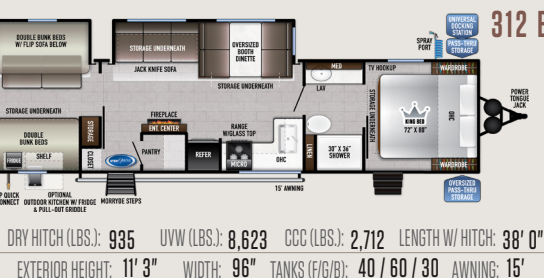 UNIVERSAL
DOCKING
STATION
PASS-THRU
STORAGE
312
SPRAY
PORT
DOUBLE BUNK BEDS
W/ FLIP SOFA BELOW
STORAGE UNDERNEATH
JACK KNIFE SOFA
OVERSIZED
BOOTH
DINETTE
STORAGE UNDERNEATH
MED
LAV
TV HOOKUP
WARDROBE
STORAGE UNDERNEATH
KING BED
72" X 80"
OHC
POWER
TONGUE
JACK
STORAGE UNDERNEATH
DOUBLE
BUNK BEDS
STORAGE
CLOSET
FIREPLACE
ENT. CENTER
PANTRY
REFER
RANGE
W/GLASS TOP
MICRO
OHC
LINEN
30" X 36"
SHOWER
WARDROBE
FRIDGE
SHELF
15' AWNING
OVERSIZED
PASS-THRU
STORAGE
P QUICK
ONNECT
OPTIONAL
OUTDOOR KITCHEN W/ FRIDGE
& PULL-OUT GRIDDLE
MORRYDE STEPS
DRY HITCH (LBS.): 935 UVW (LBS.): 8,623 CCC (LBS.): 2,712 LENGTH W/ HITCH: 38' 0"
EXTERIOR HEIGHT: 11' 3" WIDTH: 96" TANKS (F/G/B): 40 / 60 / 30 AWNING: 15'